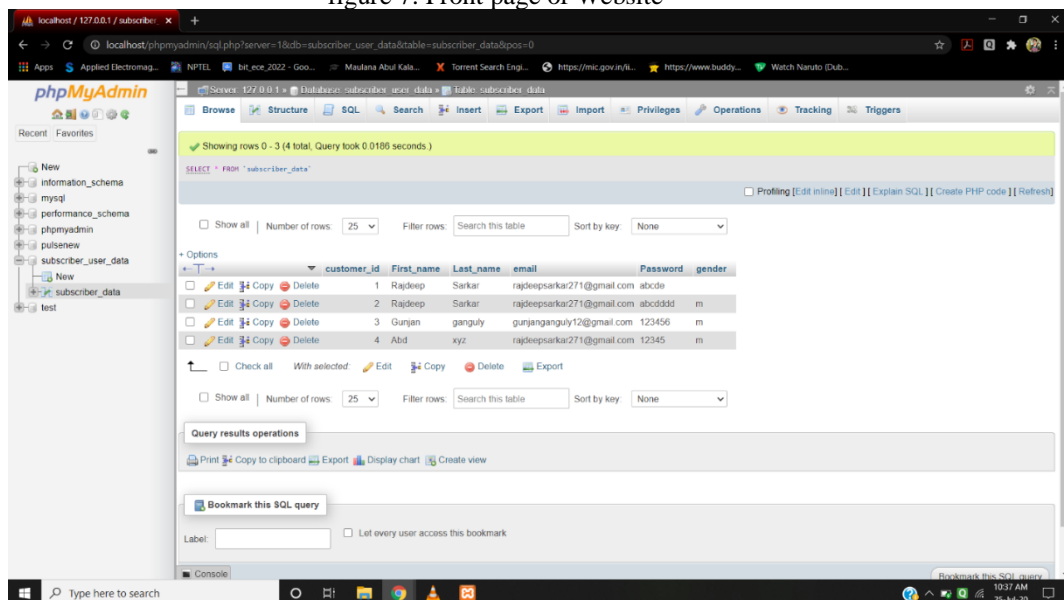 figure 7: Front page of Website
localhost / 127.0.0.1 / subscriber_
localhost/phpmyadmin/sql.php?server=1&db=subscriber_user_data&table=subscriber_data&pos=0
Apps Applied Electromag... NPTEL bit_ece_2022 - Goo... Maulana Abul Kala... Torrent Search Engi... https://mic.gov.in/ii... https://www.buddy... Watch Naruto (Dub...
phpMyAdmin
Recent Favorites
New
information_schema
mysql
performance_schema
phpmyadmin
pulsenew
subscriber_user_data
New
subscriber_data
test
Server: 127.0.0.1 » Database: subscriber_user_data » Table: subscriber_data
Browse Structure SQL Search Insert Export Import Privileges Operations Tracking Triggers
Showing rows 0 - 3 (4 total, Query took 0.0186 seconds.)
SELECT * FROM `subscriber_data`
Profiling [Edit inline] [ Edit ] [ Explain SQL ] [ Create PHP code ] [ Refresh]
Show all | Number of rows: 25 Filter rows: Search this table Sort by key: None
+ Options
←T→ customer_id First_name Last_name email Password gender
Edit Copy Delete 1 Rajdeep Sarkar rajdeepsarkar271@gmail.com abcde
Edit Copy Delete 2 Rajdeep Sarkar rajdeepsarkar271@gmail.com abcdddd m
Edit Copy Delete 3 Gunjan ganguly gunjanganguly12@gmail.com 123456 m
Edit Copy Delete 4 Abd xyz rajdeepsarkar271@gmail.com 12345 m
Check all With selected: Edit Copy Delete Export
Show all | Number of rows: 25 Filter rows: Search this table Sort by key: None
Query results operations
Print Copy to clipboard Export Display chart Create view
Bookmark this SQL query
Label: Let every user access this bookmark
Console
Bookmark this SQL query
Type here to search
10:37 AM
25-Jul-20